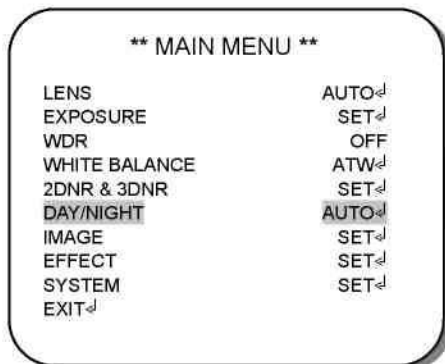 ** MAIN MENU **
LENS AUTO↲
EXPOSURE SET↲
WDR OFF
WHITE BALANCE ATW↲
2DNR & 3DNR SET↲
DAY/NIGHT AUTO↲
IMAGE SET↲
EFFECT SET↲
SYSTEM SET↲
EXIT↲